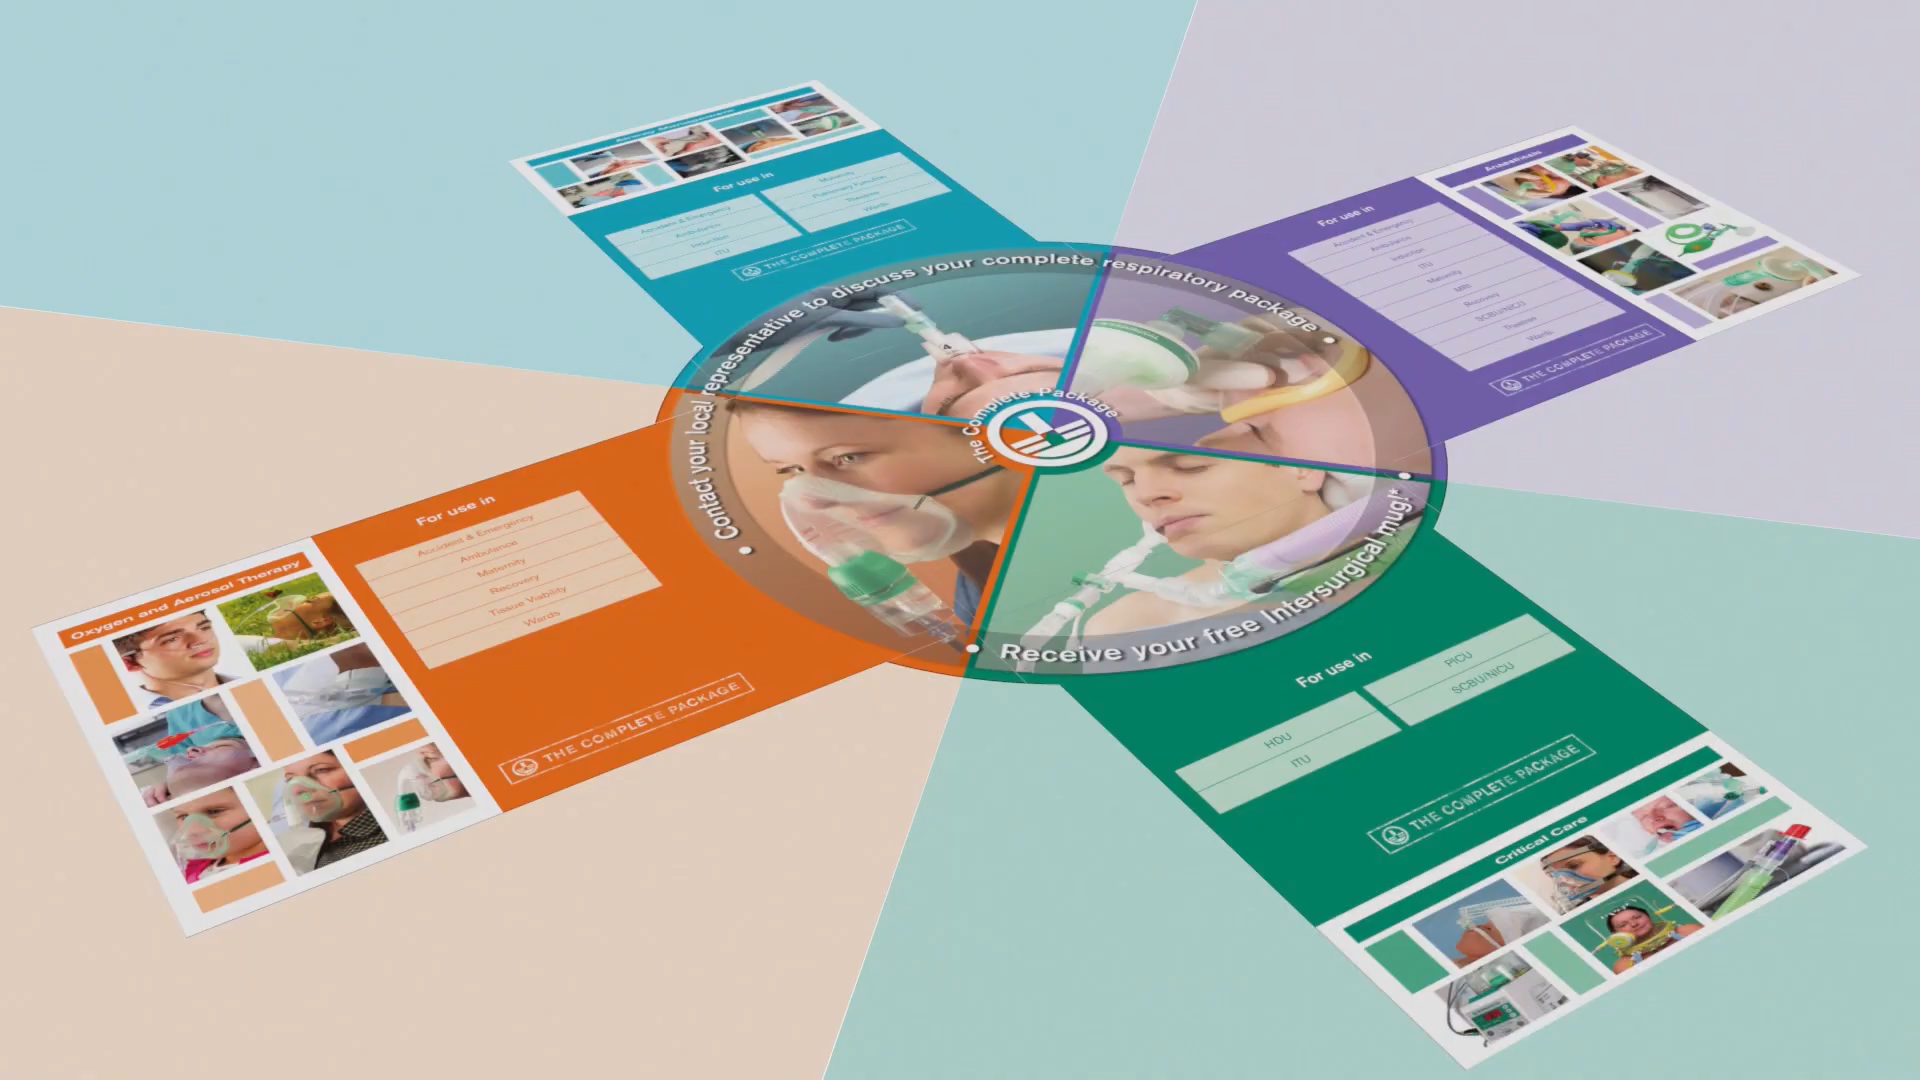 Airway Management
For use in
Accident & Emergency
Ambulance
Induction
ITU
Maternity
Pulmonary Function
Theatres
Wards
THE COMPLETE PACKAGE
Anaesthesia
For use in
Accident & Emergency
Ambulance
Induction
ITU
Maternity
MRI
Recovery
SCBU/NICU
Theatres
Wards
THE COMPLETE PACKAGE
• Contact your local representative to discuss your complete respiratory package •
The Complete Package
• Receive your free Intersurgical mug!* •
Oxygen and Aerosol Therapy
For use in
Accident & Emergency
Ambulance
Maternity
Recovery
Tissue Viability
Wards
THE COMPLETE PACKAGE
For use in
HDU
ITU
PICU
SCBU/NICU
THE COMPLETE PACKAGE
Critical Care